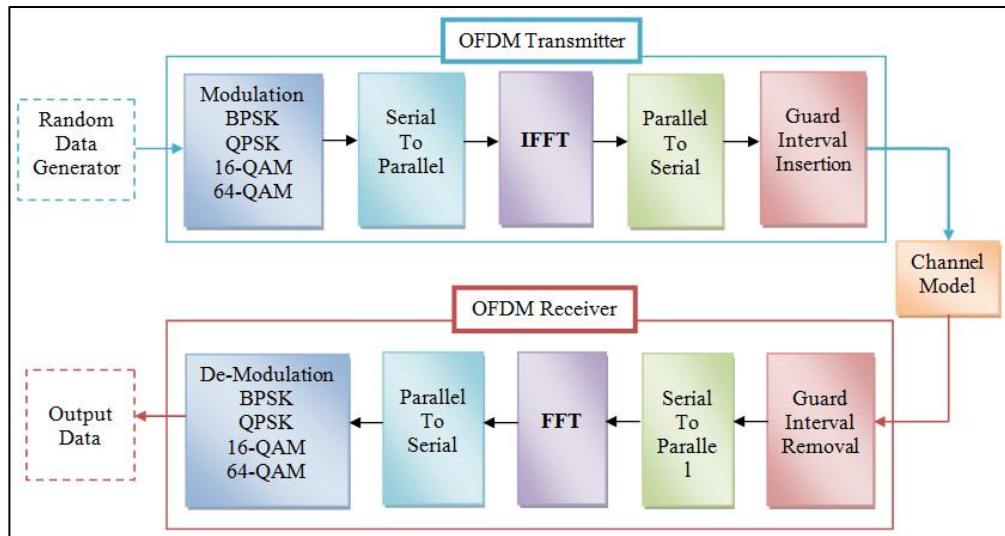 OFDM Transmitter
Random
Data
Generator
Modulation
BPSK
QPSK
16-QAM
64-QAM
Serial
To
Parallel
IFFT
Parallel
To
Serial
Guard
Interval
Insertion
Channel
Model
OFDM Receiver
Output
Data
De-Modulation
BPSK
QPSK
16-QAM
64-QAM
Parallel
To
Serial
FFT
Serial
To
Paralle
l
Guard
Interval
Removal